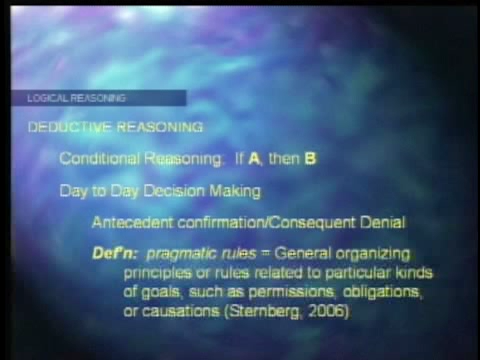 LOGICAL REASONING
DEDUCTIVE REASONING
Conditional Reasoning: If A, then B
Day to Day Decision Making
Antecedent confirmation/Consequent Denial
Def'n: pragmatic rules = General organizing
principles or rules related to particular kinds
of goals, such as permissions, obligations,
or causations (Sternberg, 2006)